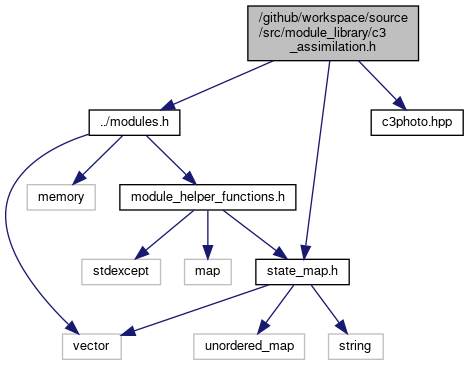 /github/workspace/source
/src/module_library/c3
_assimilation.h
../modules.h
c3photo.hpp
memory
module_helper_functions.h
stdexcept
map
state_map.h
vector
unordered_map
string